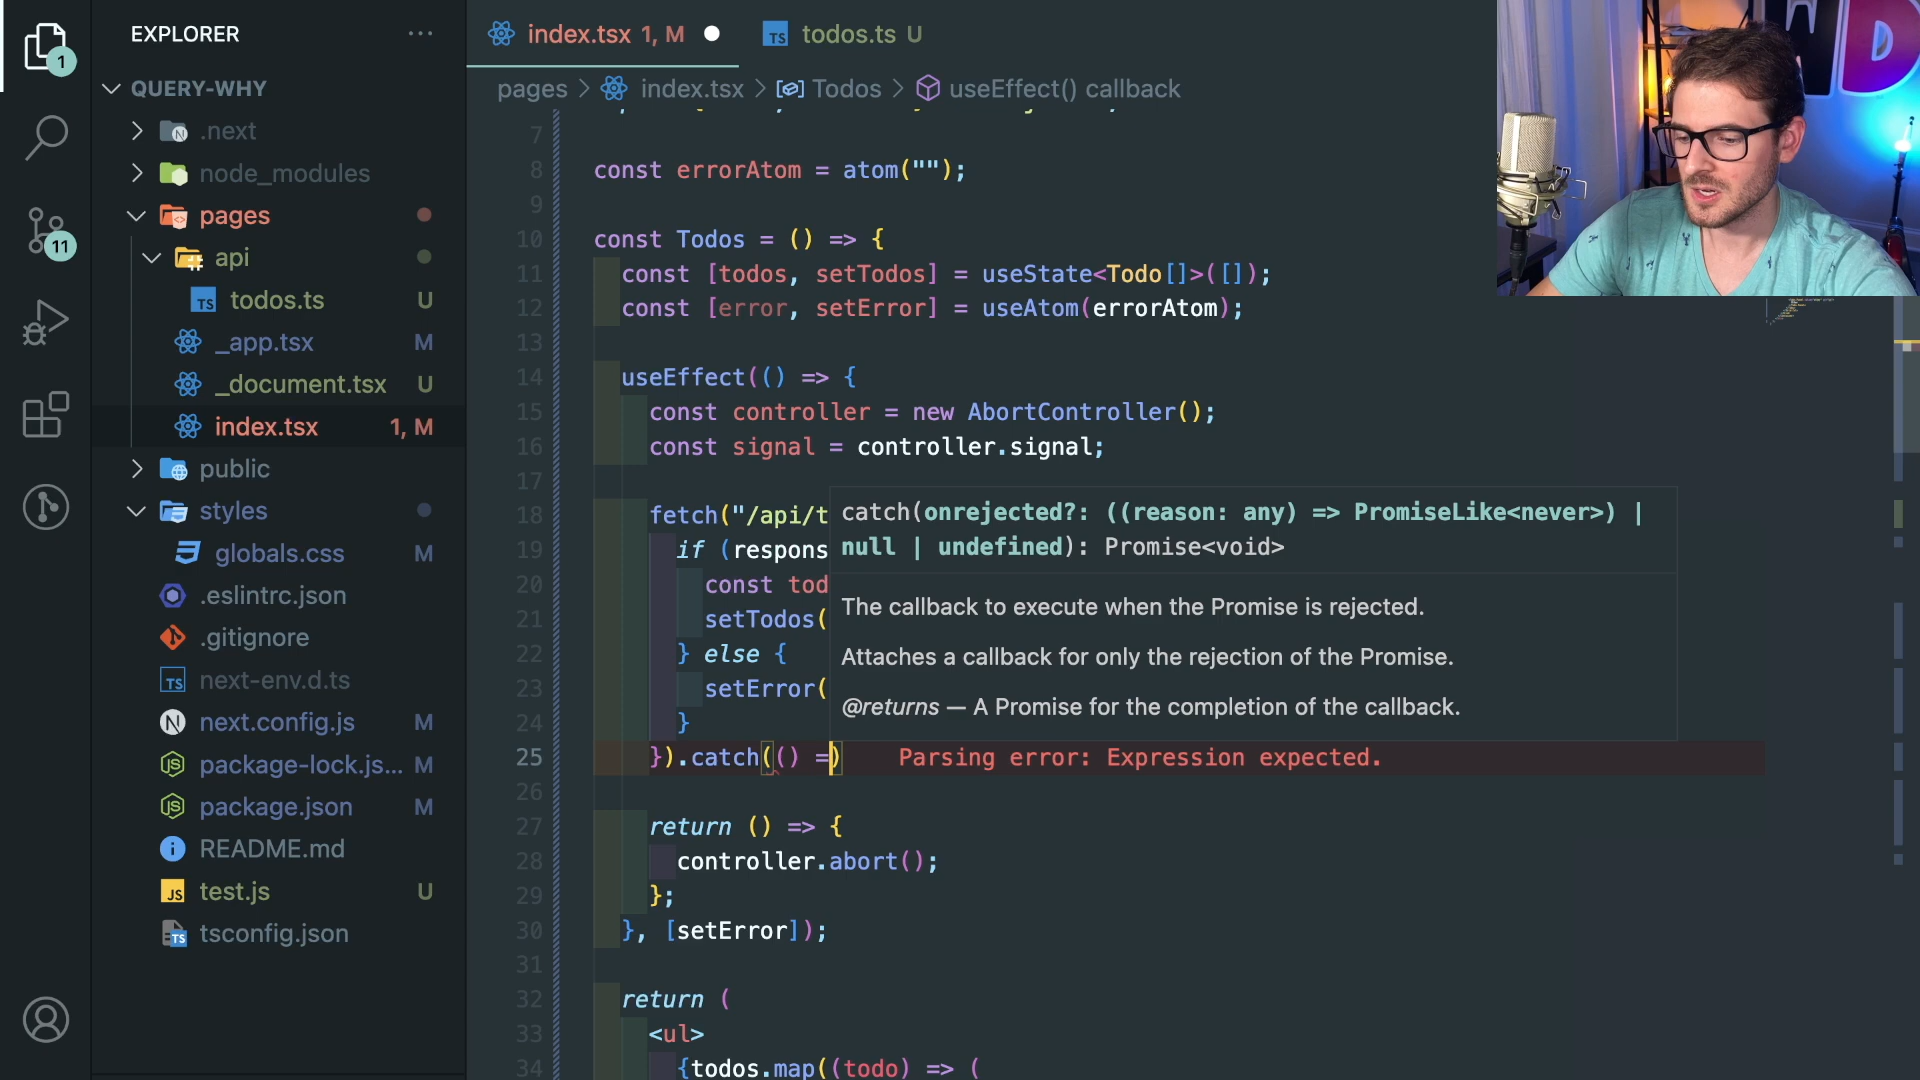 EXPLORER
QUERY-WHY
.next
node_modules
pages
api
todos.ts U
_app.tsx M
_document.tsx U
index.tsx 1, M
public
styles
globals.css M
.eslintrc.json
.gitignore
next-env.d.ts
next.config.js M
package-lock.js... M
package.json M
README.md
test.js U
tsconfig.json
1
11
index.tsx 1, M
todos.ts U
pages > index.tsx > Todos > useEffect() callback
7
8 const errorAtom = atom("");
9
10 const Todos = () => {
11 const [todos, setTodos] = useState<Todo[]>([]);
12 const [error, setError] = useAtom(errorAtom);
13
14 useEffect(() => {
15 const controller = new AbortController();
16 const signal = controller.signal;
17
18 fetch("/api/t
19 if (respons
20 const tod
21 setTodos(
22 } else {
23 setError(
24 }
25 }).catch(() =) Parsing error: Expression expected.
26
27 return () => {
28 controller.abort();
29 };
30 }, [setError]);
31
32 return (
33 <ul>
34 {todos.map((todo) => (
catch(onrejected?: ((reason: any) => PromiseLike<never>) |
null | undefined): Promise<void>
The callback to execute when the Promise is rejected.
Attaches a callback for only the rejection of the Promise.
@returns — A Promise for the completion of the callback.